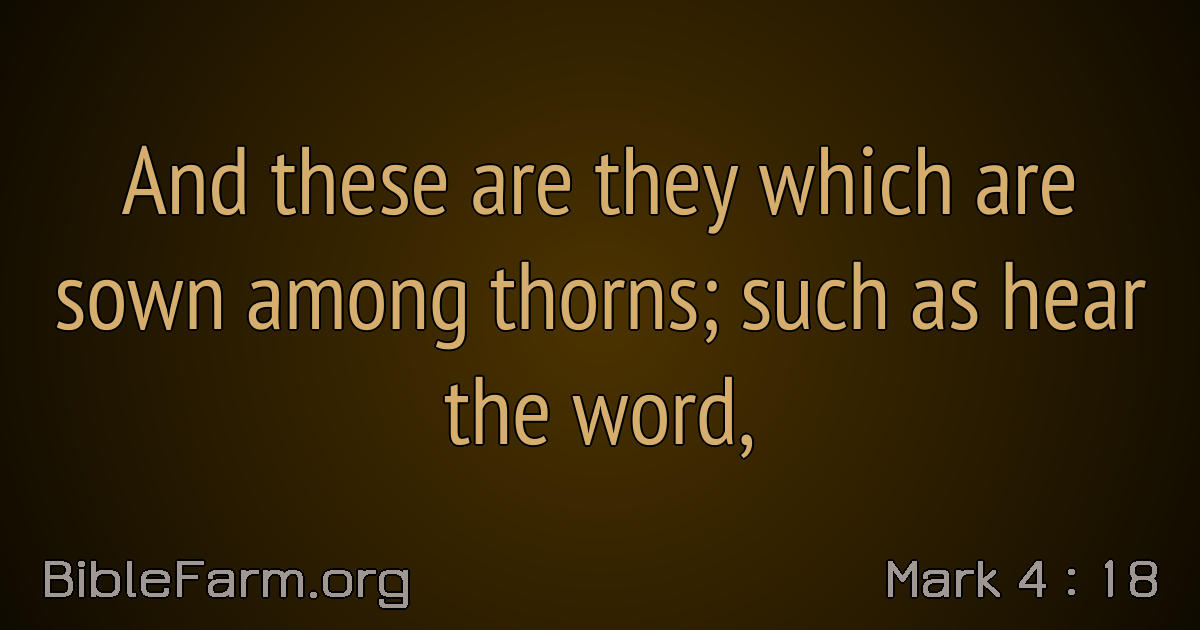 And these are they which are
sown among thorns; such as hear
the word,
BibleFarm.org
Mark 4 : 18